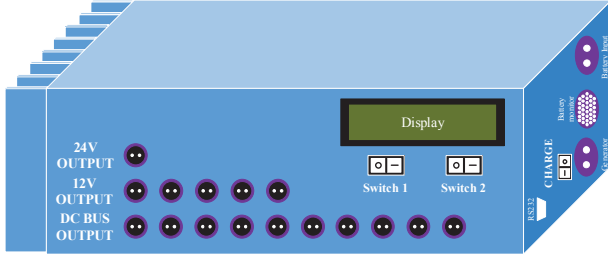 Display
24V
OUTPUT
12V
OUTPUT
DC BUS
OUTPUT
Switch 1
Switch 2
Battery Input
Battery
monitor
Generator
CHARGE
RS232